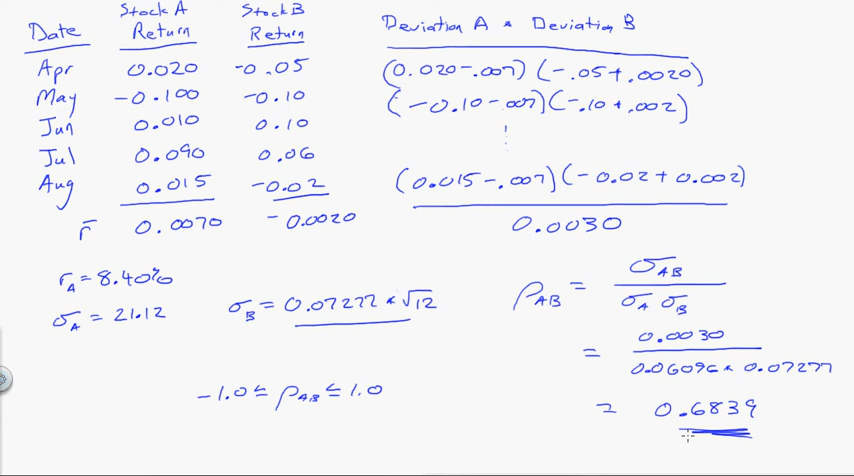 Stock A Stock B Deviation A * Deviation B
Date Return Return
Apr 0.020 -0.05 (0.020-.007)(-.05+.0020)
May -0.100 -0.10 (-0.10-.007)(-.10+.002)
Jun 0.010 0.10
Jul 0.090 0.06
Aug 0.015 -0.02 (0.015-.007)(-0.02+0.002)
r̄ 0.0070 -0.0020 0.0030
r_A = 8.40%
σ_A = 21.12 σ_B = 0.07277 * √12
ρ_AB = σ_AB / σ_A σ_B
= 0.0030 / 0.06096 * 0.07277
-1.0 ≤ ρ_AB ≤ 1.0
= 0.6839